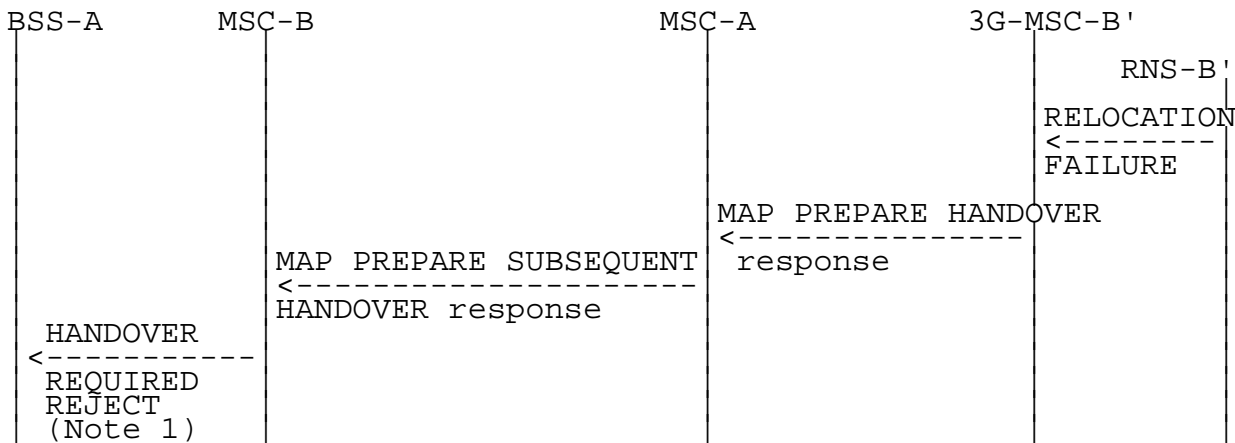 BSS-A MSC-B MSC-A 3G-MSC-B'
RNS-B'
RELOCATION
<--------
FAILURE
MAP PREPARE HANDOVER
<---------------
MAP PREPARE SUBSEQUENT response
<---------------------
HANDOVER response
HANDOVER
<-----------
REQUIRED
REJECT
(Note 1)